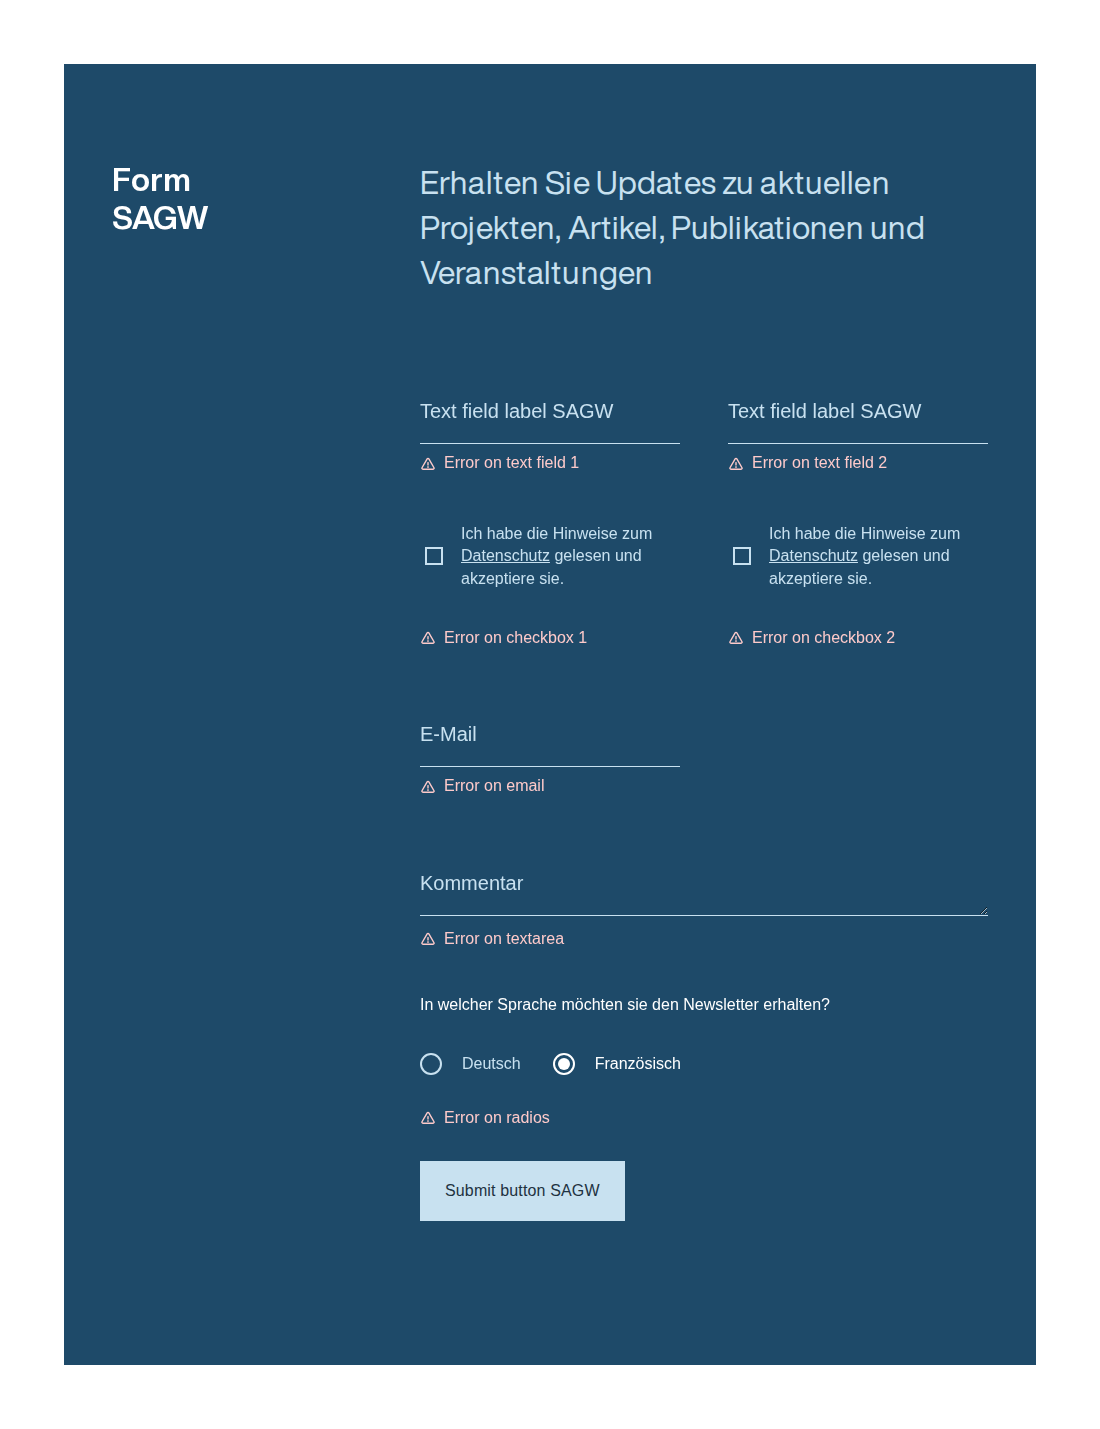 Form
SAGW
Erhalten Sie Updates zu aktuellen
Projekten, Artikel, Publikationen und
Veranstaltungen
Text field label SAGW
Text field label SAGW
Error on text field 1
Error on text field 2
Ich habe die Hinweise zum
Datenschutz gelesen und
akzeptiere sie.
Ich habe die Hinweise zum
Datenschutz gelesen und
akzeptiere sie.
Error on checkbox 1
Error on checkbox 2
E-Mail
Error on email
Kommentar
Error on textarea
In welcher Sprache möchten sie den Newsletter erhalten?
Deutsch
Französisch
Error on radios
Submit button SAGW